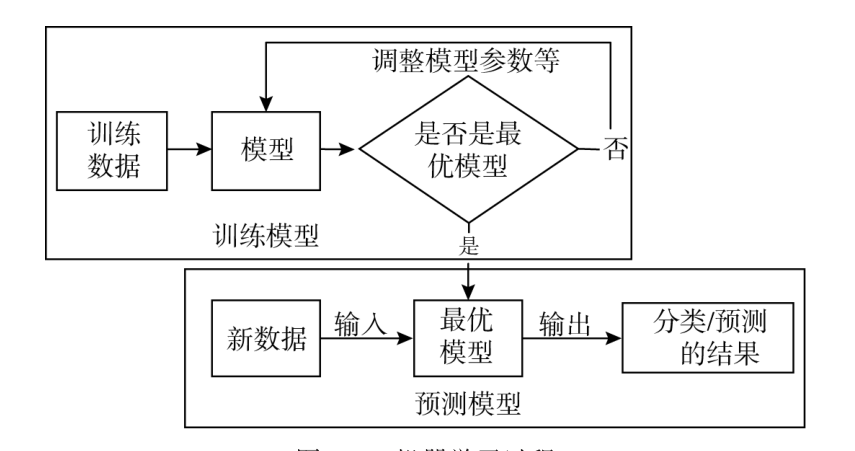 调整模型参数等
训练
数据
模型
是否是最
优模型
否
训练模型
是
新数据
输入
最优
模型
输出
分类/预测
的结果
预测模型